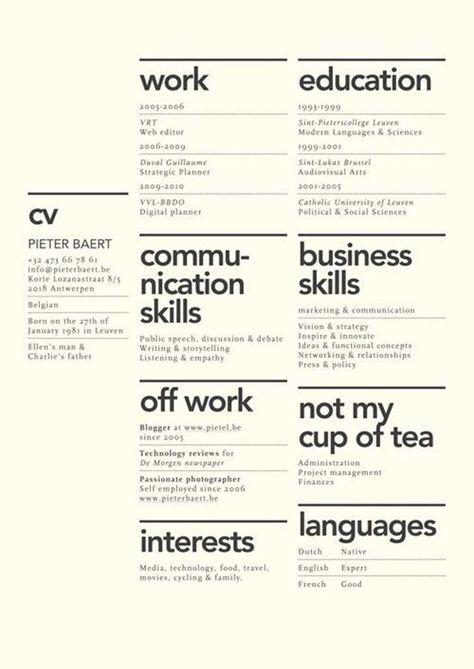 cv
PIETER BAERT
+32 473 66 78 61
info@pieterbaert.be
Korte Lozanastraat 8/5
2018 Antwerpen
Belgian
Born on the 27th of
January 1981 in Leuven
Ellen's man &
Charlie's father
work
2005-2006
VRT
Web editor
2006-2009
Duval Guillaume
Strategic Planner
2009-2010
VVL-BBDO
Digital planner
commu-
nication
skills
Public speech, discussion & debate
Writing & storytelling
Listening & empathy
off work
Blogger at www.pietel.be
since 2005
Technology reviews for
De Morgen newspaper
Passionate photographer
Self employed since 2006
www.pieterbaert.be
interests
Media, technology, food, travel,
movies, cycling & family.
education
1993-1999
Sint-Pieterscollege Leuven
Modern Languages & Sciences
1999-2001
Sint-Lukas Brussel
Audiovisual Arts
2001-2005
Catholic University of Leuven
Political & Social Sciences
business
skills
marketing & communication
Vision & strategy
Inspire & innovate
Ideas & functional concepts
Networking & relationships
Press & policy
not my
cup of tea
Administration
Project management
Finances
languages
Dutch Native
English Expert
French Good